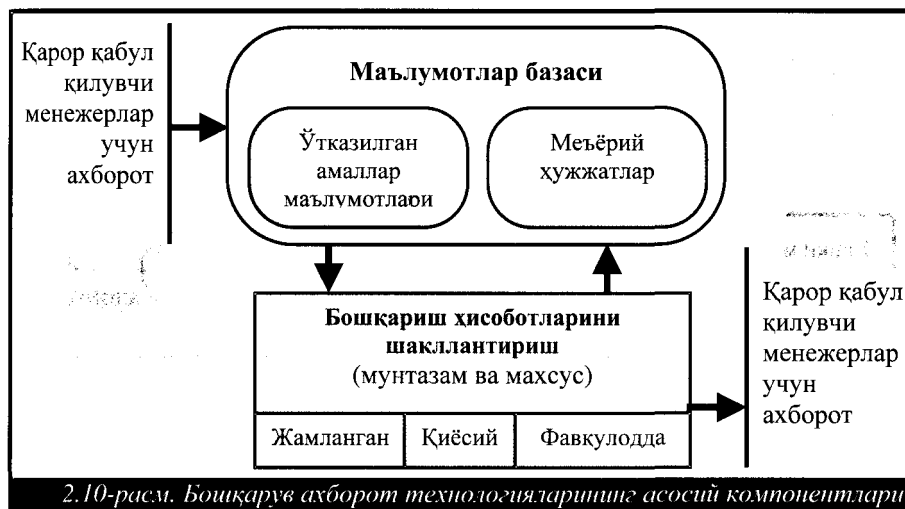 Қарор қабул
қилувчи
менежерлар
учун
ахборот
Маълумотлар базаси
Ўтказилган
амаллар
маълумотлари
Меъёрий
ҳужжатлар
Бошқариш ҳисоботларини
шакллантириш
(мунтазам ва махсус)
Жамланган
Қиёсий
Фавқулодда
Қарор қабул
қилувчи
менежерлар
учун
ахборот
2.10-расм. Бошқарув ахборот технологияларининг асосий компонентлари